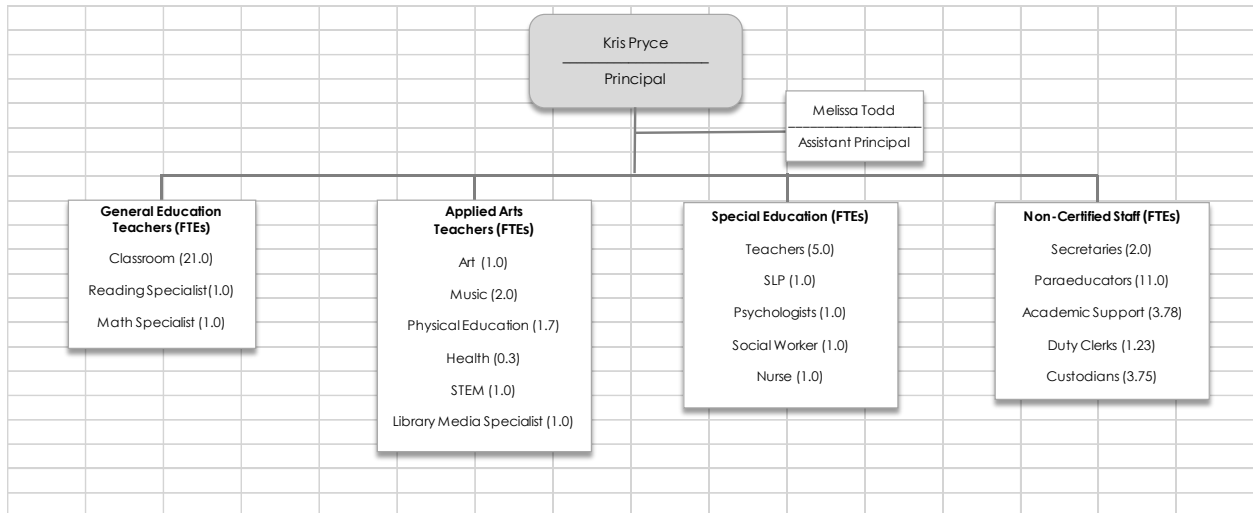 Kris Pryce
Principal
Melissa Todd
Assistant Principal
General Education
Teachers (FTEs)
Classroom (21.0)
Reading Specialist (1.0)
Math Specialist (1.0)
Applied Arts
Teachers (FTEs)
Art (1.0)
Music (2.0)
Physical Education (1.7)
Health (0.3)
STEM (1.0)
Library Media Specialist (1.0)
Special Education (FTEs)
Teachers (5.0)
SLP (1.0)
Psychologists (1.0)
Social Worker (1.0)
Nurse (1.0)
Non-Certified Staff (FTEs)
Secretaries (2.0)
Paraeducators (11.0)
Academic Support (3.78)
Duty Clerks (1.23)
Custodians (3.75)